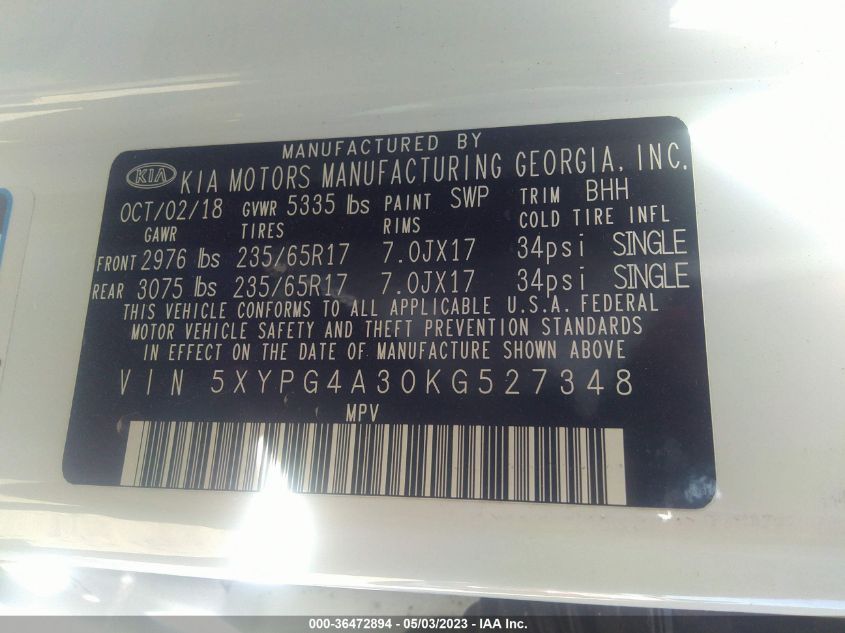 MANUFACTURED BY
KIA KIA MOTORS MANUFACTURING GEORGIA, INC.
OCT/02/18 GVWR 5335 lbs PAINT SWP TRIM BHH
GAWR TIRES RIMS COLD TIRE INFL
FRONT 2976 lbs 235/65R17 7.0JX17 34psi SINGLE
REAR 3075 lbs 235/65R17 7.0JX17 34psi SINGLE
THIS VEHICLE CONFORMS TO ALL APPLICABLE U.S.A. FEDERAL
MOTOR VEHICLE SAFETY AND THEFT PREVENTION STANDARDS
IN EFFECT ON THE DATE OF MANUFACTURE SHOWN ABOVE
VIN 5XYPG4A30KG527348
MPV
000-36472894 - 05/03/2023 - IAA Inc.